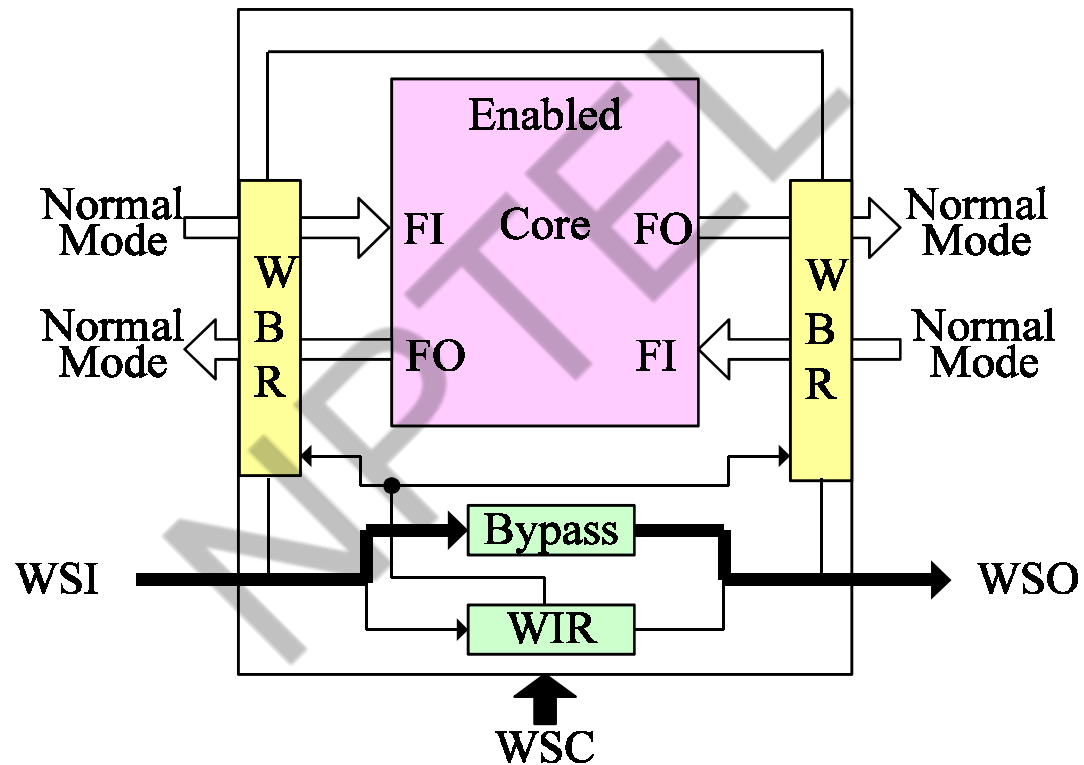 Enabled
Core
Normal
Mode
FI
FO
Normal
Mode
W
B
R
W
B
R
Normal
Mode
FO
FI
Normal
Mode
Bypass
WSI
WSO
WIR
WSC
NPTEL